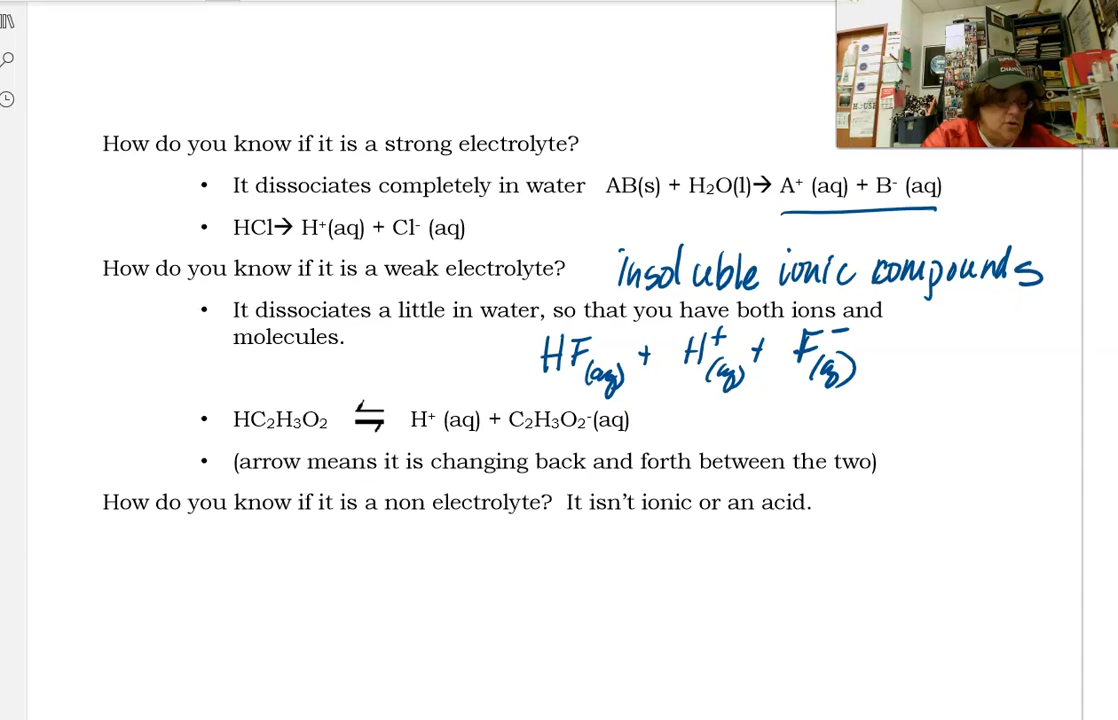 How do you know if it is a strong electrolyte?
• It dissociates completely in water AB(s) + H₂O(l)→ A⁺ (aq) + B⁻ (aq)
• HCl→ H⁺(aq) + Cl⁻ (aq)
How do you know if it is a weak electrolyte?
insoluble ionic compounds
• It dissociates a little in water, so that you have both ions and
molecules.
HF(aq) + H⁺(aq) + F⁻(aq)
• HC₂H₃O₂ ⇆ H⁺ (aq) + C₂H₃O₂⁻(aq)
• (arrow means it is changing back and forth between the two)
How do you know if it is a non electrolyte? It isn't ionic or an acid.